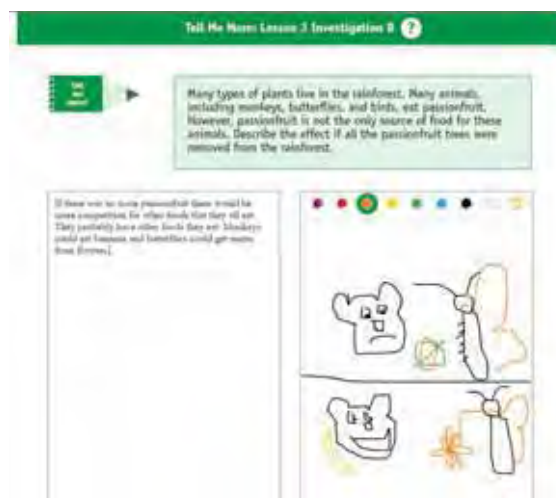 Tell Me More: Lesson 3 Investigation B ?
Many types of plants live in the rainforest. Many animals,
including monkeys, butterflies, and birds, eat passionfruit.
However, passionfruit is not the only source of food for these
animals. Describe the effect if all the passionfruit trees were
removed from the rainforest.
If there was no more passionfruit there would be
more competition for other foods that they all eat.
They probably have other foods they eat. Monkeys
could eat bananas and butterflies could get
from flowers.